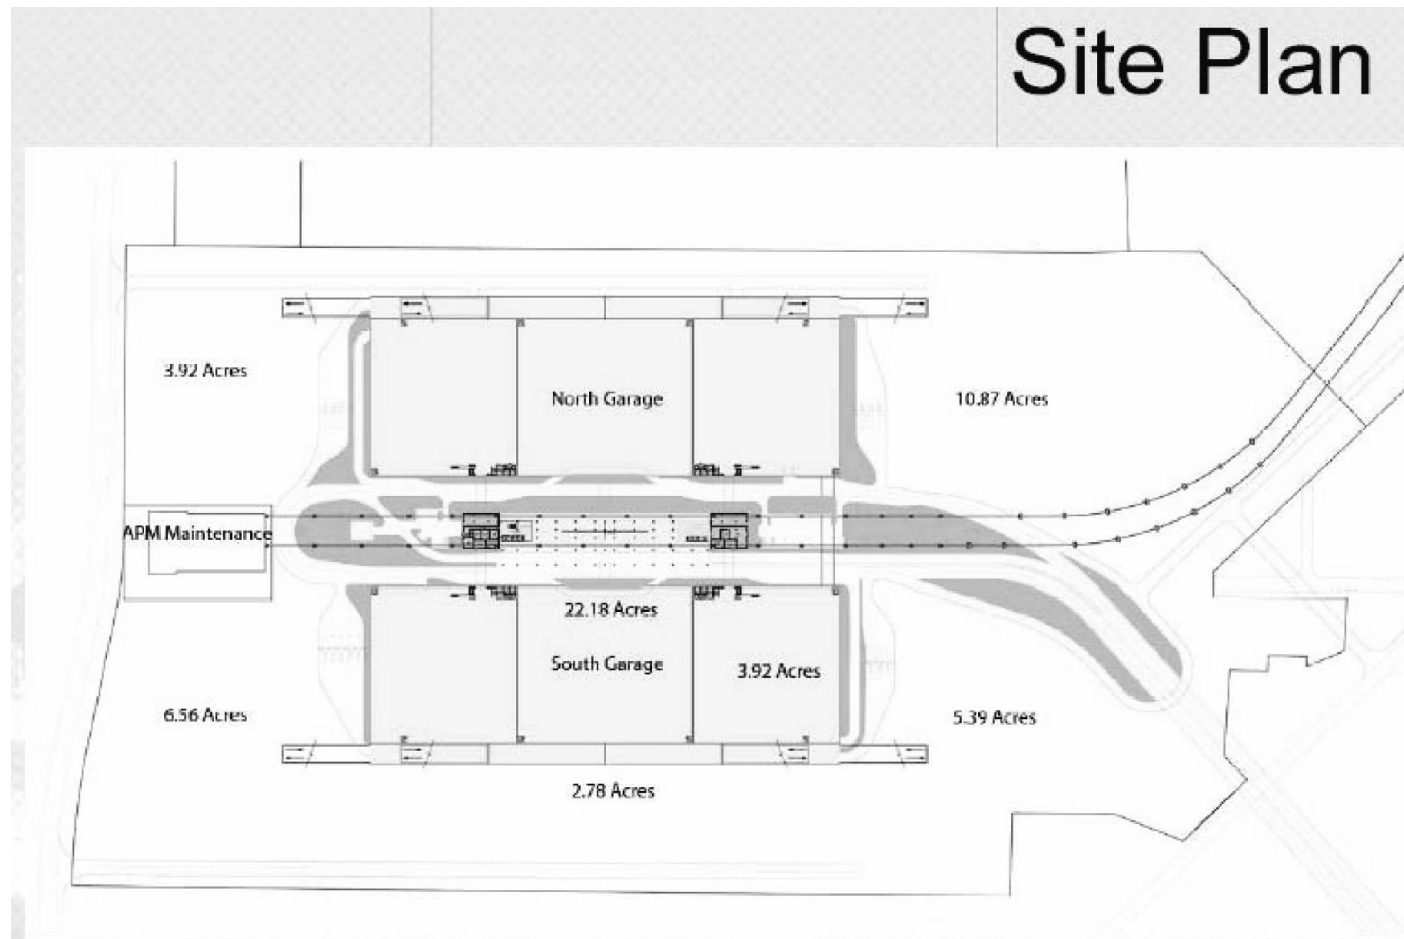 Site Plan
3.92 Acres
North Garage
10.87 Acres
APM Maintenance
22.18 Acres
South Garage
3.92 Acres
6.56 Acres
5.39 Acres
2.78 Acres